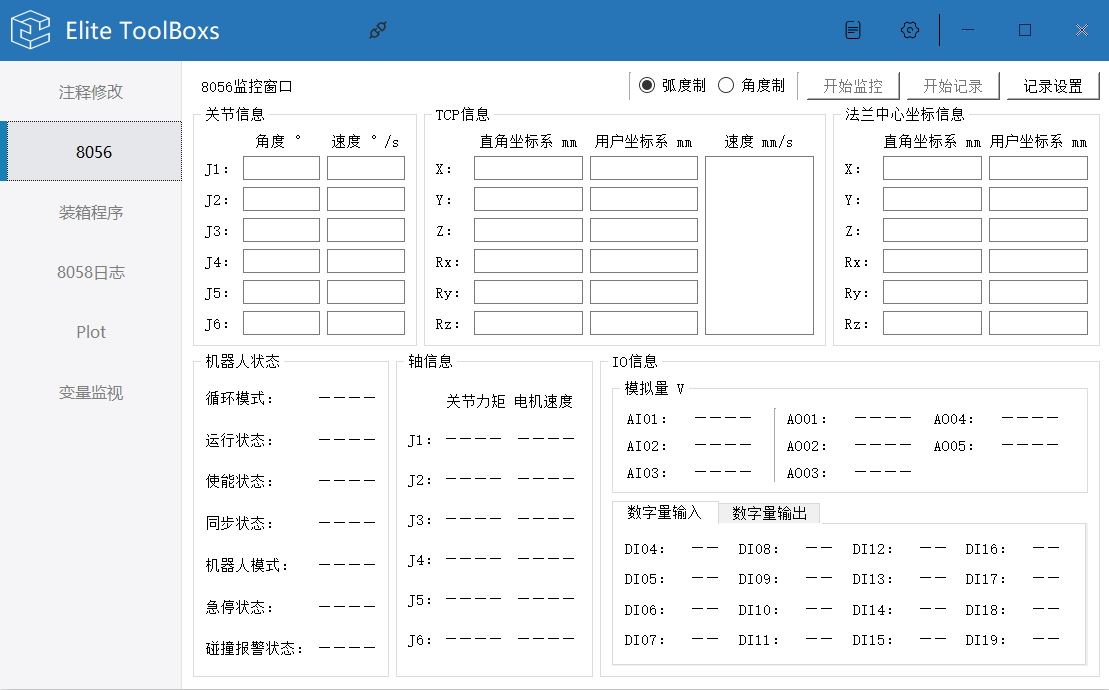 Elite ToolBoxs
注释修改
8056
装箱程序
8058日志
Plot
变量监视
8056监控窗口
弧度制 角度制 开始监控 开始记录 记录设置
关节信息
角度 ° 速度 °/s
J1:
J2:
J3:
J4:
J5:
J6:
TCP信息
直角坐标系 mm 用户坐标系 mm 速度 mm/s
X:
Y:
Z:
Rx:
Ry:
Rz:
法兰中心坐标信息
直角坐标系 mm 用户坐标系 mm
X:
Y:
Z:
Rx:
Ry:
Rz:
机器人状态
循环模式: ----
运行状态: ----
使能状态: ----
同步状态: ----
机器人模式: ----
急停状态: ----
碰撞报警状态: ----
轴信息
关节力矩 电机速度
J1: ---- ----
J2: ---- ----
J3: ---- ----
J4: ---- ----
J5: ---- ----
J6: ---- ----
IO信息
模拟量 V
AI01: ---- AO01: ---- AO04: ----
AI02: ---- AO02: ---- AO05: ----
AI03: ---- AO03: ----
数字量输入 数字量输出
DI04: -- DI08: -- DI12: -- DI16: --
DI05: -- DI09: -- DI13: -- DI17: --
DI06: -- DI10: -- DI14: -- DI18: --
DI07: -- DI11: -- DI15: -- DI19: --